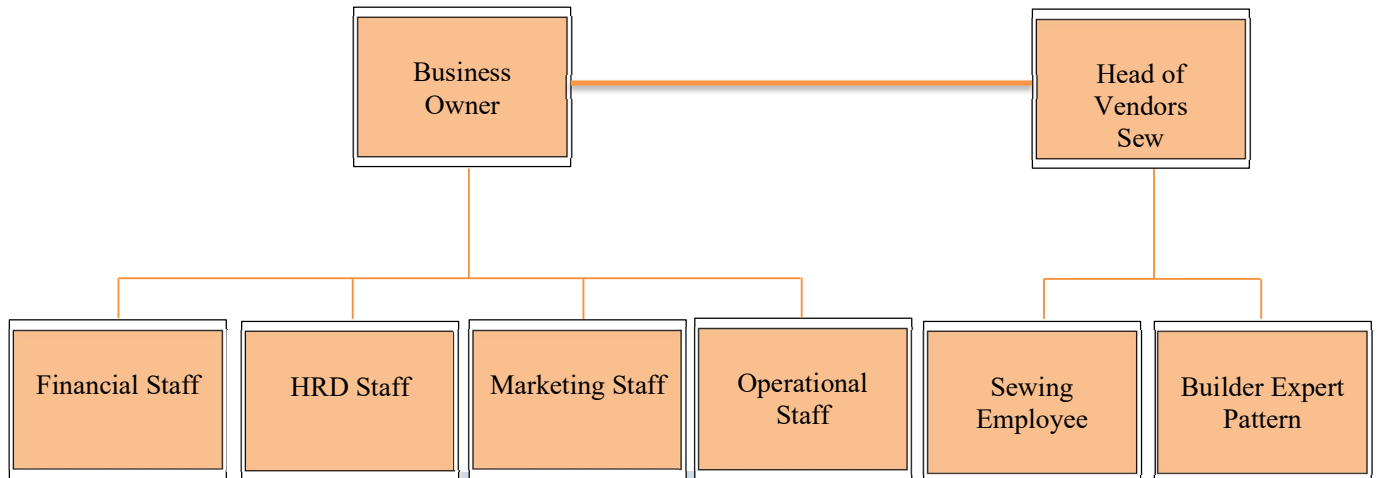 Business
Owner
Head of
Vendors
Sew
Financial Staff
HRD Staff
Marketing Staff
Operational
Staff
Sewing
Employee
Builder Expert
Pattern